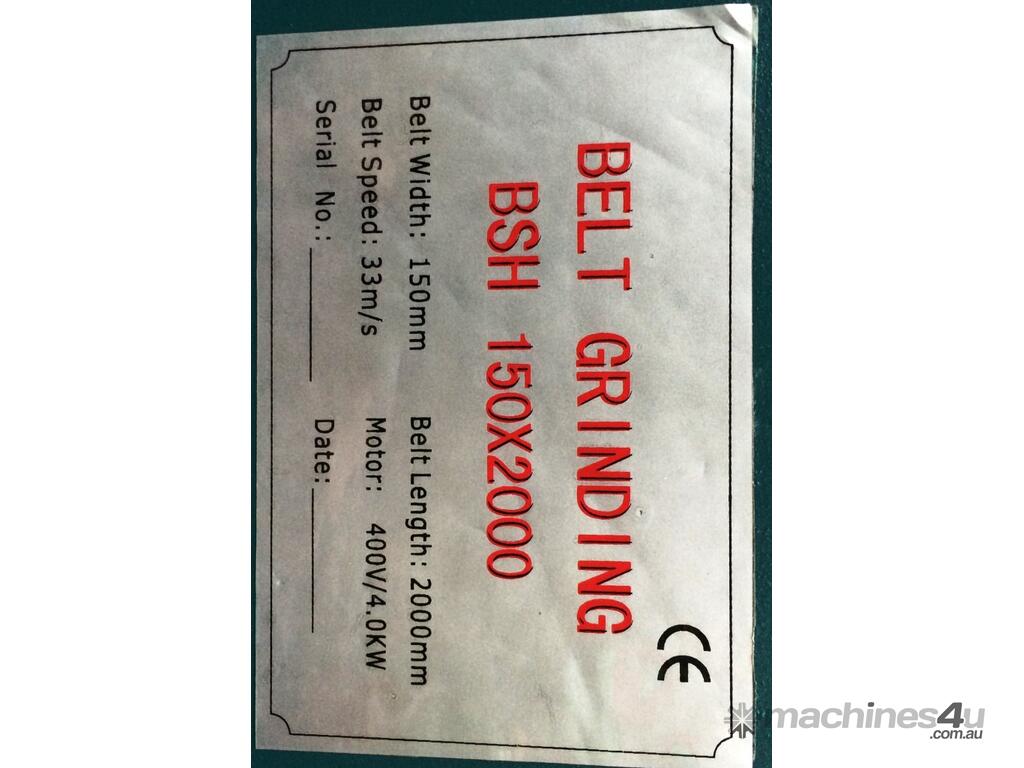 CE
BELT GRINDING
BSH 150X2000
Belt Width: 150mm Belt Length: 2000mm
Belt Speed: 33m/s Motor: 400V/4.0KW
Serial No.: Date:
machines4u
.com.au